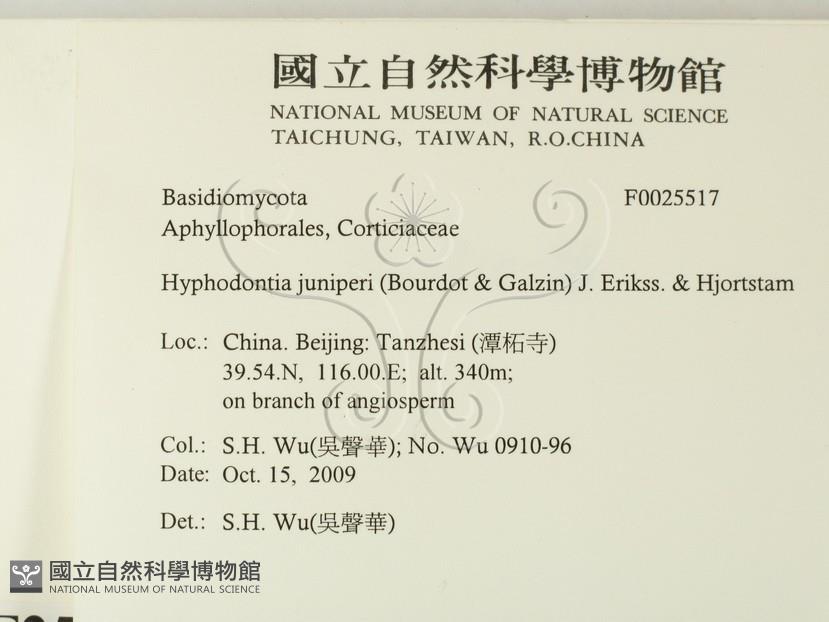 國立自然科學博物館
NATIONAL MUSEUM OF NATURAL SCIENCE
TAICHUNG, TAIWAN, R.O.CHINA
Basidiomycota F0025517
Aphyllophorales, Corticiaceae
Hyphodontia juniperi (Bourdot & Galzin) J. Erikss. & Hjortstam
Loc.: China. Beijing: Tanzhesi (潭柘寺)
39.54.N, 116.00.E; alt. 340m;
on branch of angiosperm
Col.: S.H. Wu(吳聲華); No. Wu 0910-96
Date: Oct. 15, 2009
Det.: S.H. Wu(吳聲華)
國立自然科學博物館
NATIONAL MUSEUM OF NATURAL SCIENCE